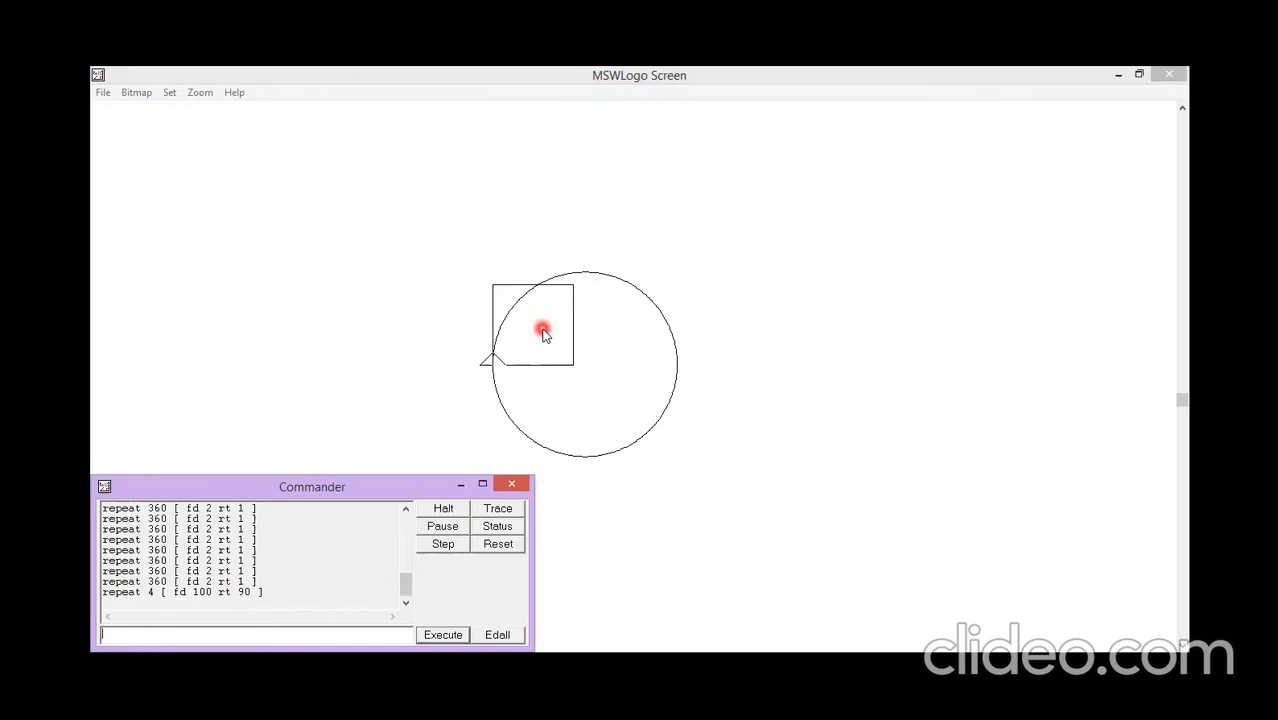 MSWLogo Screen
File Bitmap Set Zoom Help
Commander
repeat 360 [ fd 2 rt 1 ]
repeat 360 [ fd 2 rt 1 ]
repeat 360 [ fd 2 rt 1 ]
repeat 360 [ fd 2 rt 1 ]
repeat 360 [ fd 2 rt 1 ]
repeat 360 [ fd 2 rt 1 ]
repeat 360 [ fd 2 rt 1 ]
repeat 360 [ fd 2 rt 1 ]
repeat 4 [ fd 100 rt 90 ]
Halt Trace
Pause Status
Step Reset
Execute Edall
clideo.com